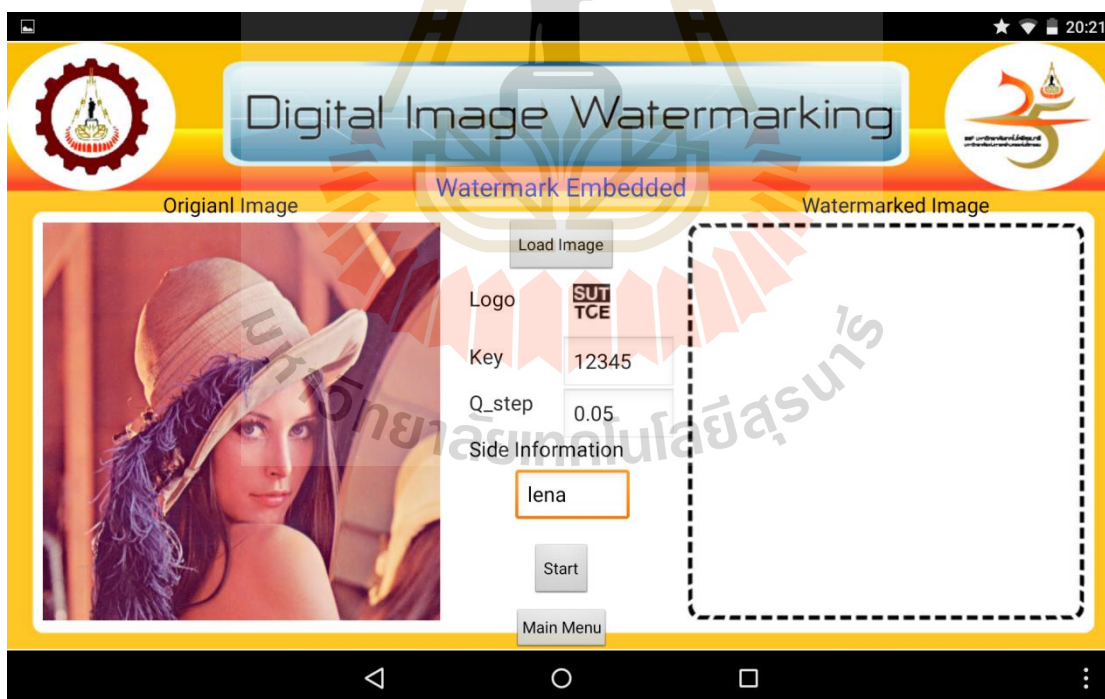 20:21
Digital Image Watermarking
Watermark Embedded
Origianl Image
Watermarked Image
Load Image
Logo
SUT
TCE
Key
12345
Q_step
0.05
Side Information
lena
Start
Main Menu
มหาวิทยาลัยเทคโนโลยีสุรนารี